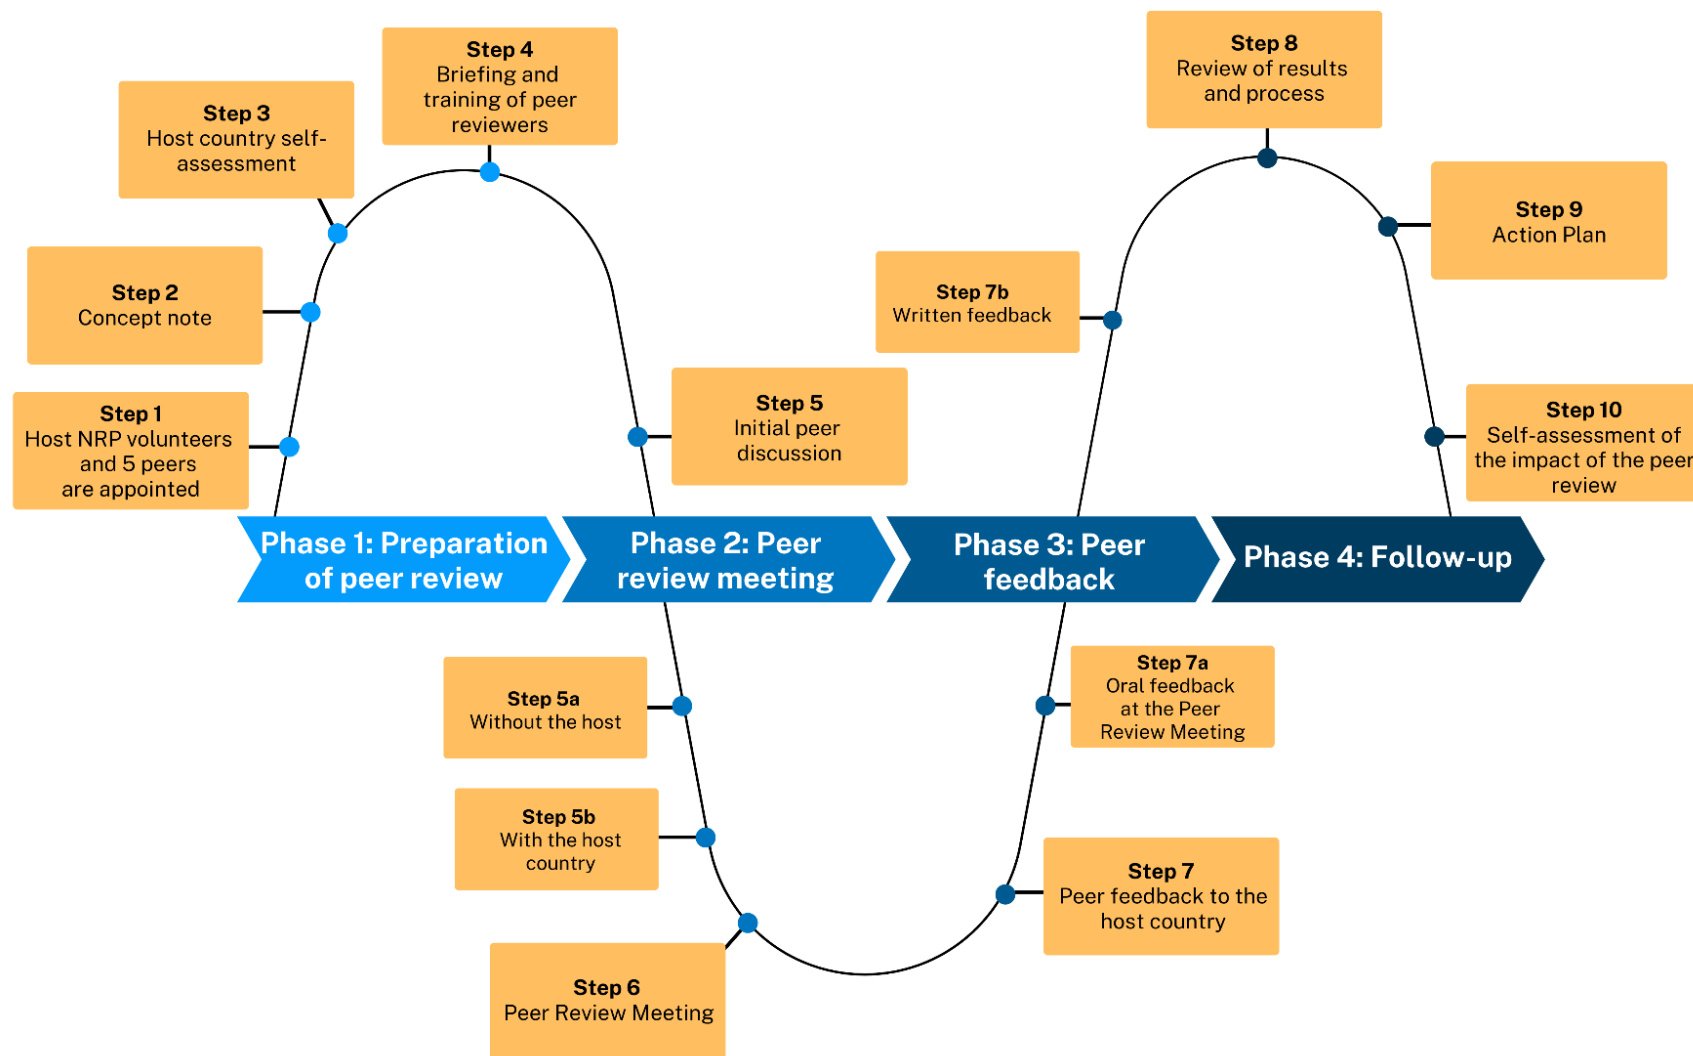 Step 1
Host NRP volunteers
and 5 peers
are appointed
Step 2
Concept note
Step 3
Host country self-
assessment
Step 4
Briefing and
training of peer
reviewers
Step 5
Initial peer
discussion
Phase 1: Preparation
of peer review
Phase 2: Peer
review meeting
Phase 3: Peer
feedback
Phase 4: Follow-up
Step 5a
Without the host
Step 5b
With the host
country
Step 6
Peer Review Meeting
Step 7
Peer feedback to the
host country
Step 7a
Oral feedback
at the Peer
Review Meeting
Step 7b
Written feedback
Step 8
Review of results
and process
Step 9
Action Plan
Step 10
Self-assessment of
the impact of the peer
review